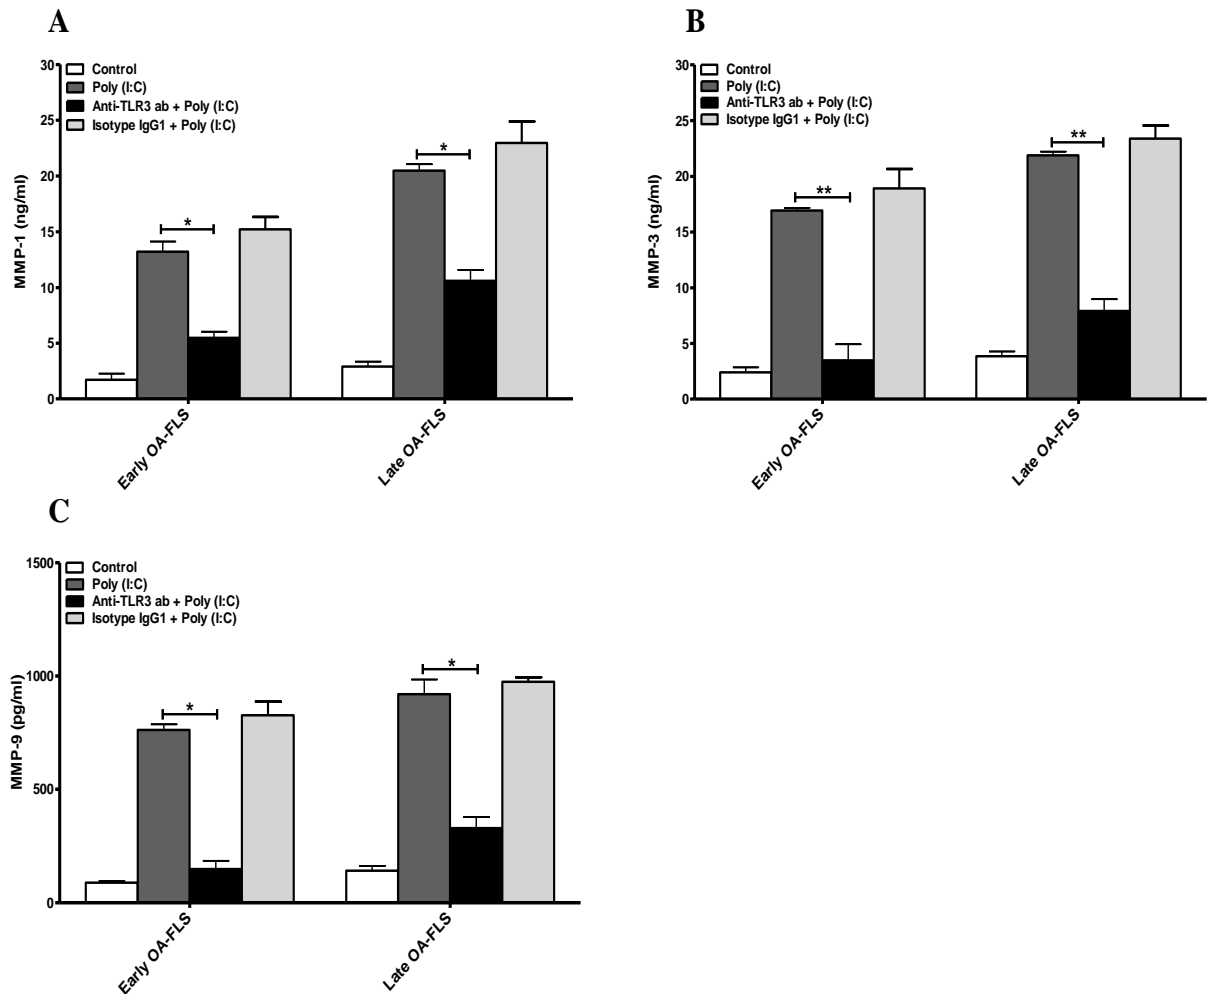 A
30
25
20
15
10
5
0
MMP-1 (ng/ml)
Control
Poly (I:C)
Anti-TLR3 ab + Poly (I:C)
Isotype IgG1 + Poly (I:C)
*
*
Early OA-FLS
Late OA-FLS
B
30
25
20
15
10
5
0
MMP-3 (ng/ml)
Control
Poly (I:C)
Anti-TLR3 ab + Poly (I:C)
Isotype IgG1 + Poly (I:C)
**
**
Early OA-FLS
Late OA-FLS
C
1500
1000
500
0
MMP-9 (pg/ml)
Control
Poly (I:C)
Anti-TLR3 ab + Poly (I:C)
Isotype IgG1 + Poly (I:C)
*
*
Early OA-FLS
Late OA-FLS